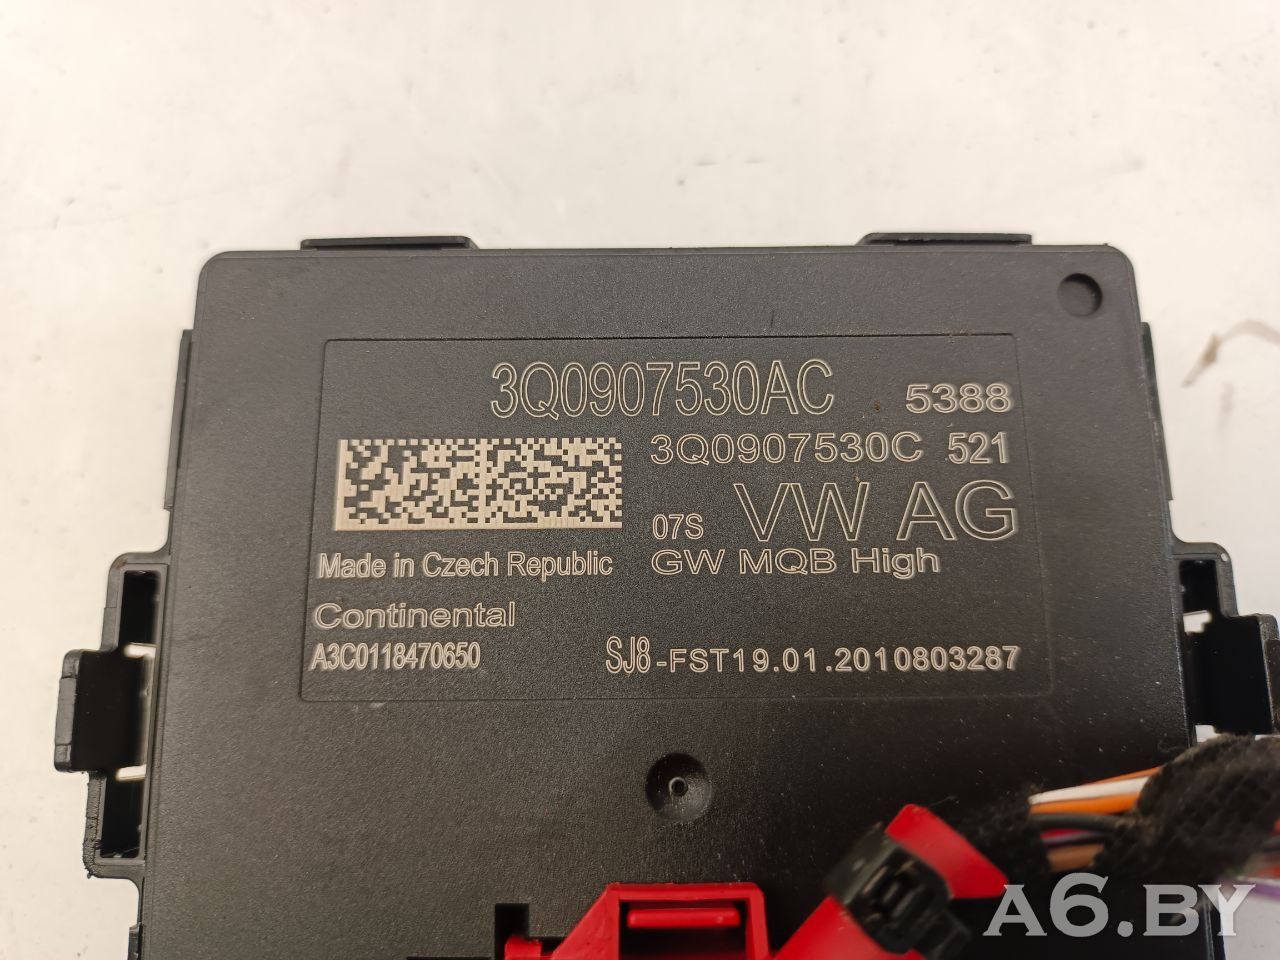 3Q0907530AC 5388
3Q0907530C 521
07S VW AG
Made in Czech Republic GW MQB High
Continental
A3C0118470650 SJ8-FST19.01.2010803287
A6.BY